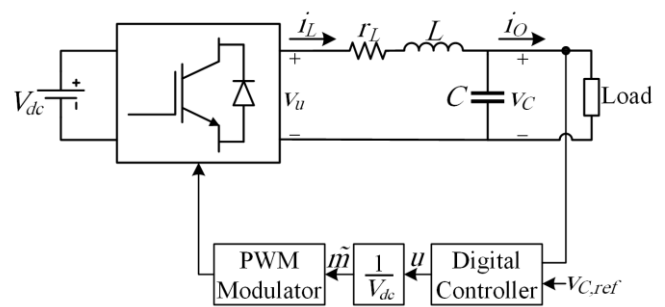 i_L
r_L
L
i_O
V_dc
+
-
+
v_u
−
C
+
v_C
−
Load
PWM
Modulator
m̃
1
V_dc
u
Digital
Controller
v_C,ref